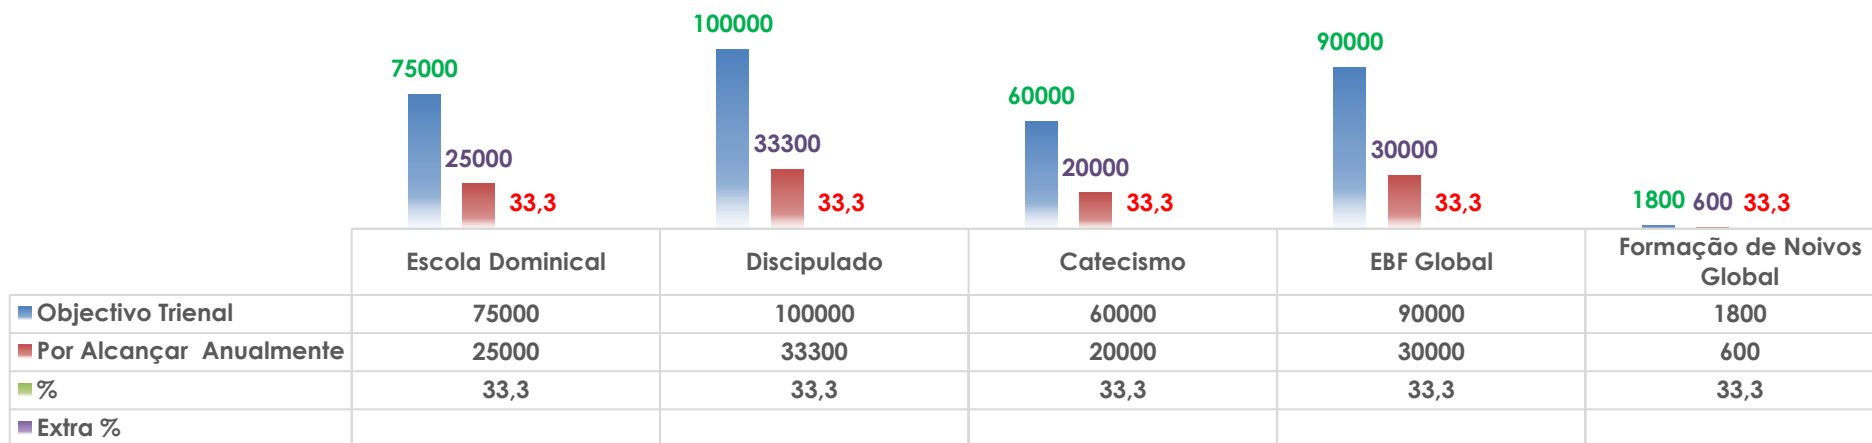 100000
90000
75000
60000
33300
30000
25000
20000
33,3
33,3
33,3
33,3
1800 600 33,3
Escola Dominical Discipulado Catecismo EBF Global Formação de Noivos
Global
Objectivo Trienal 75000 100000 60000 90000 1800
Por Alcançar Anualmente 25000 33300 20000 30000 600
% 33,3 33,3 33,3 33,3 33,3
Extra %